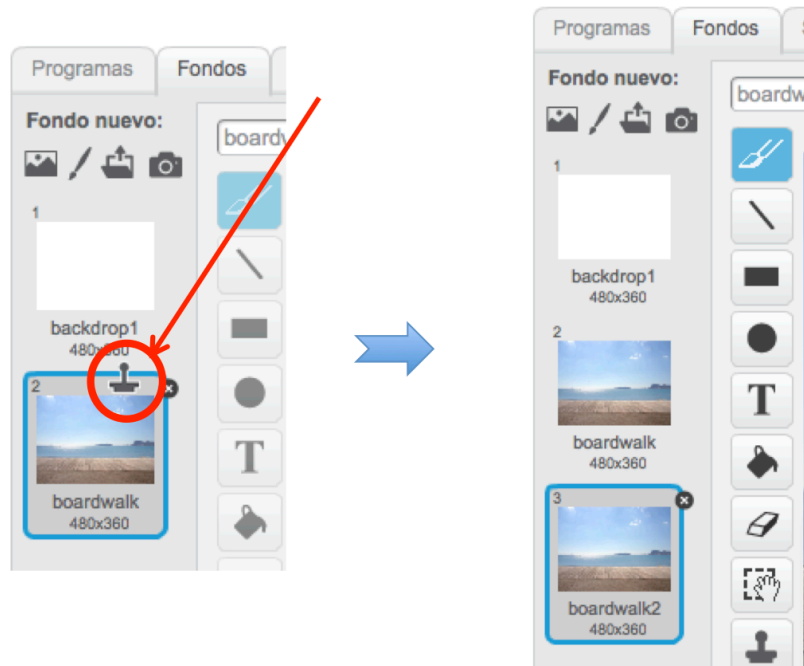 Programas
Fondos
Fondo nuevo:
boardw
1
backdrop1
480x360
2
boardwalk
480x360
T
Programas
Fondos
Fondo nuevo:
boardw
1
backdrop1
480x360
2
boardwalk
480x360
3
boardwalk2
480x360
T